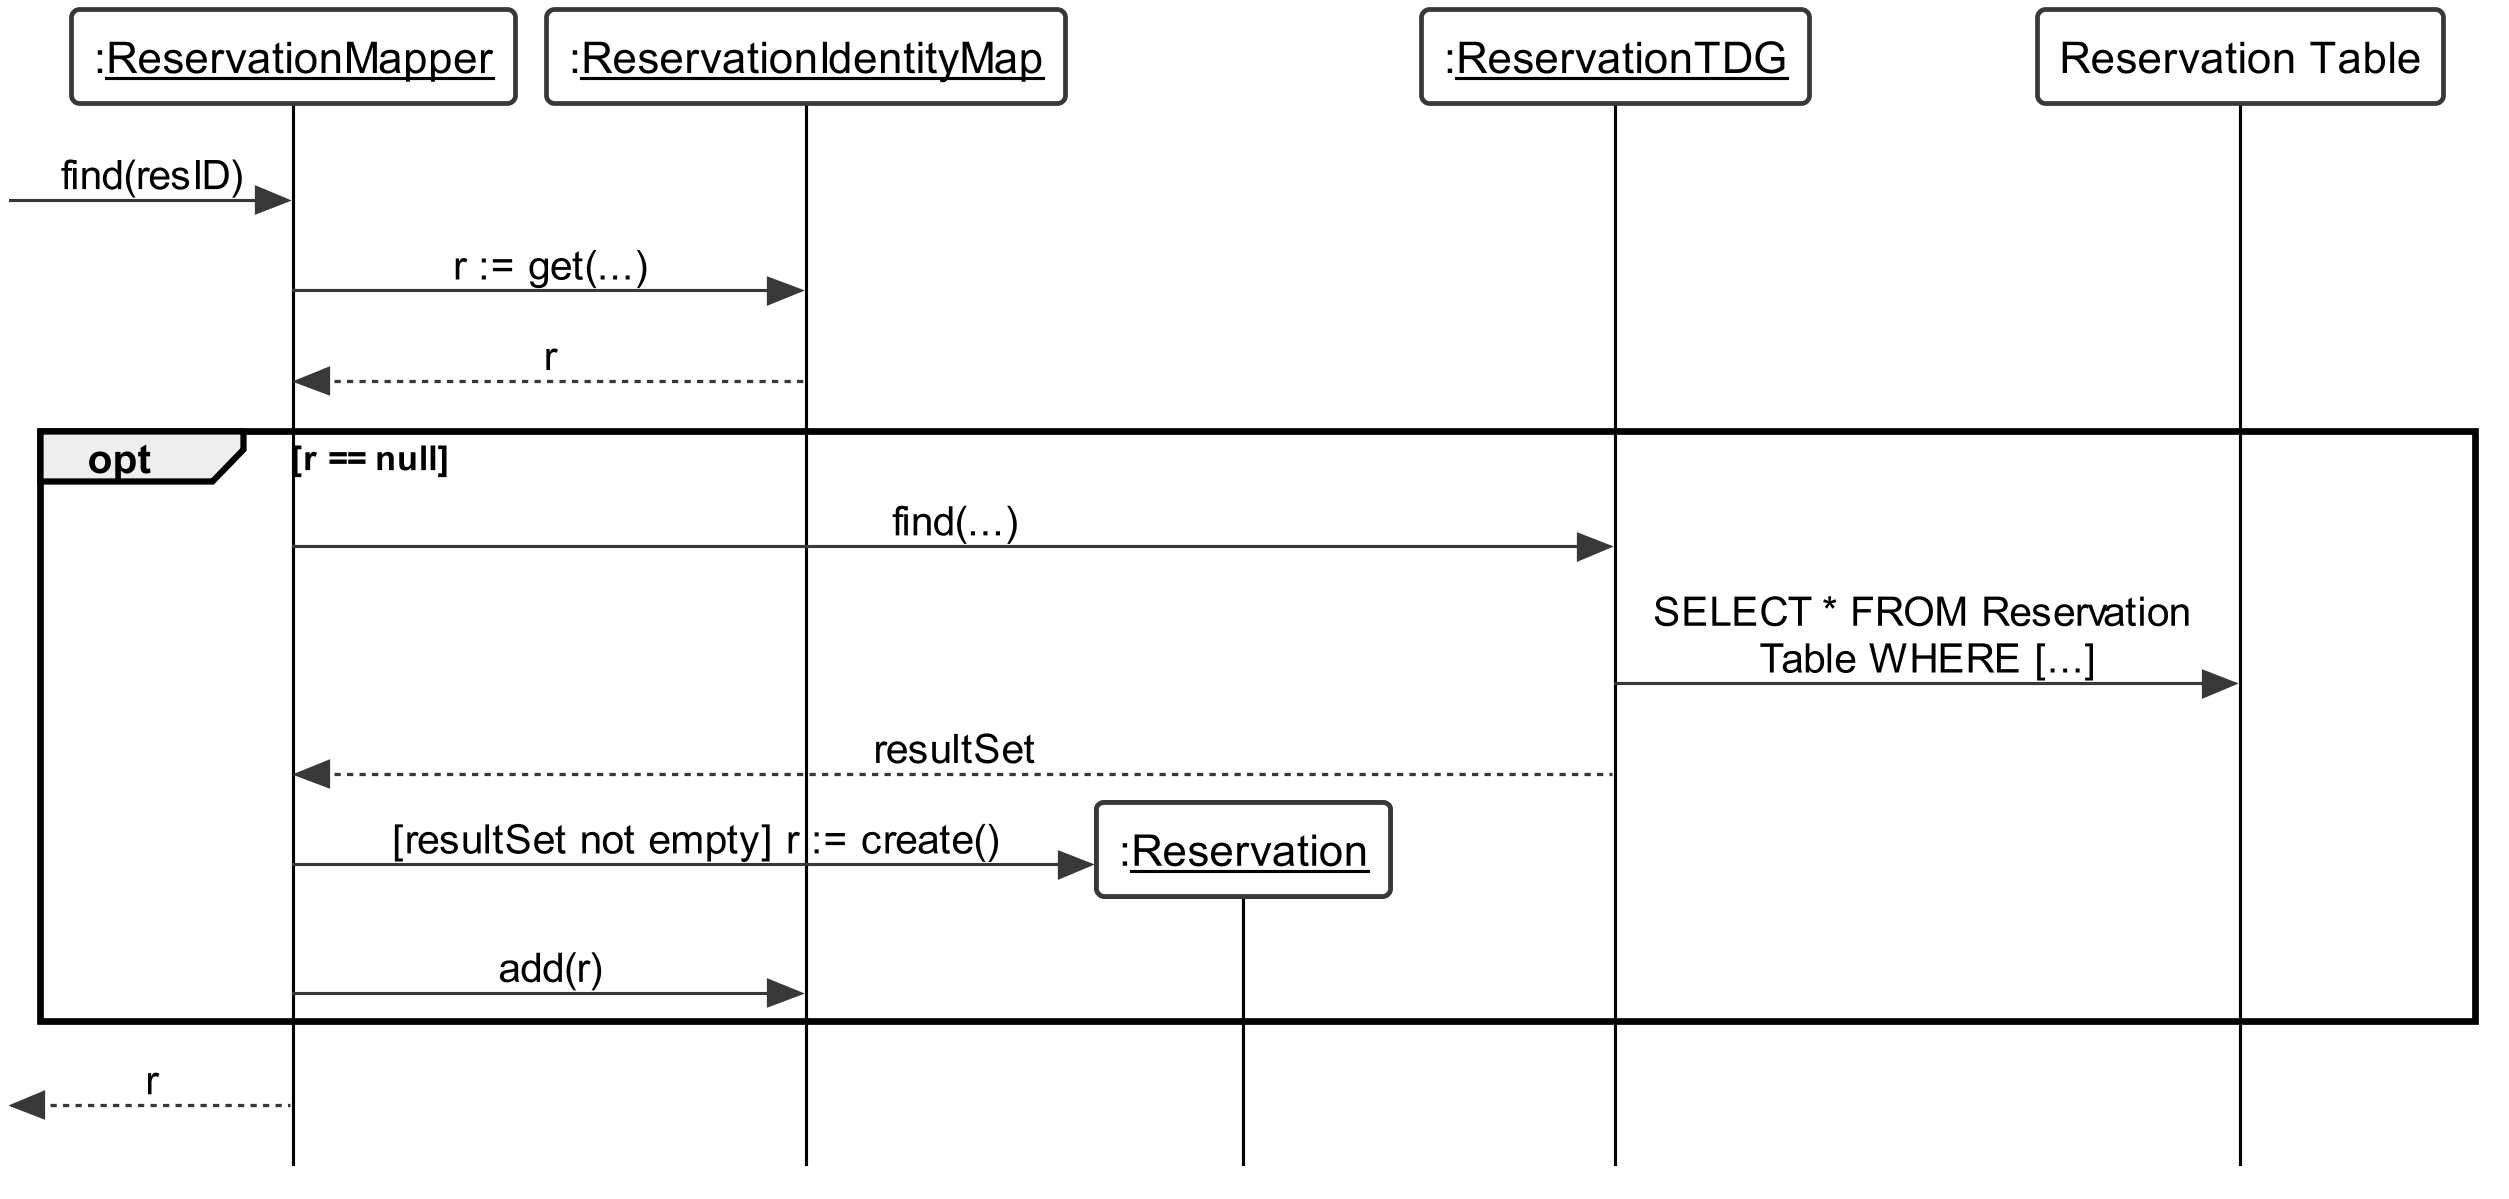 :ReservationMapper
:ReservationIdentityMap
:ReservationTDG
Reservation Table
find(resID)
r := get(…)
r
opt
[r == null]
find(…)
SELECT * FROM Reservation
Table WHERE […]
resultSet
[resultSet not empty] r := create()
:Reservation
add(r)
r